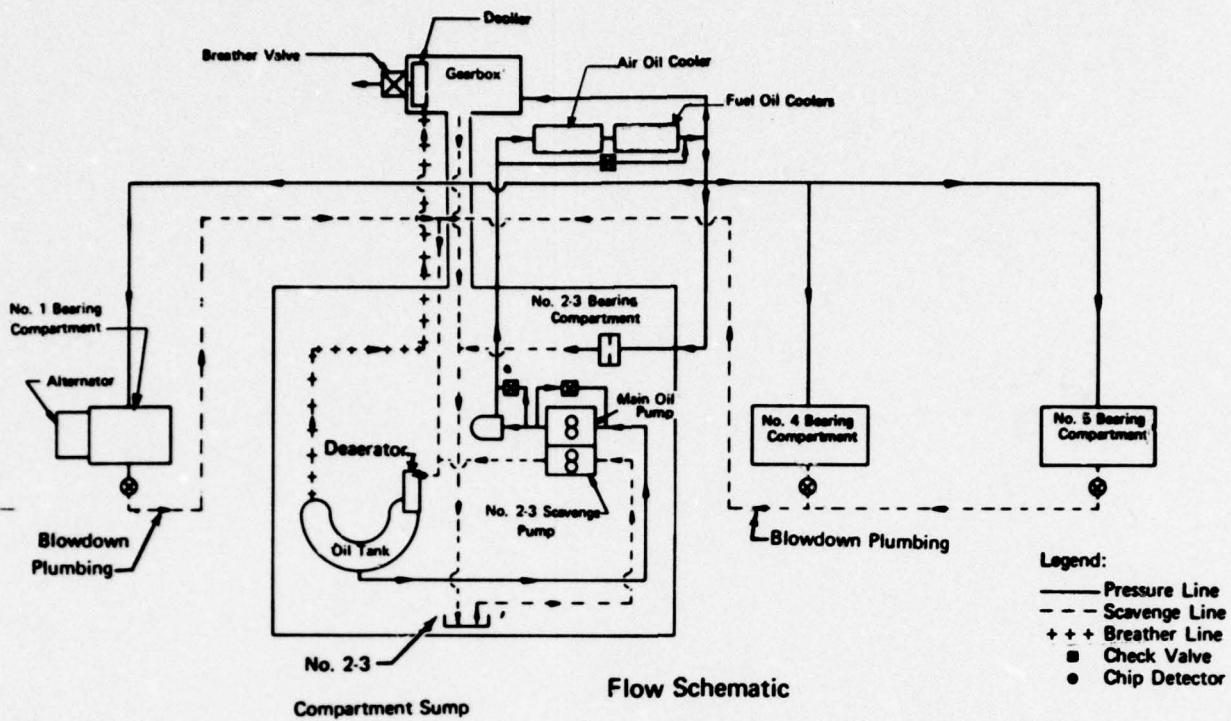 Deoiler
Breather Valve
Gearbox
Air Oil Cooler
Fuel Oil Coolers
No. 1 Bearing
Compartment
Alternator
No. 2-3 Bearing
Compartment
Main Oil
Pump
Deaerator
No. 2-3 Scavenge
Pump
Oil Tank
No. 4 Bearing
Compartment
No. 5 Bearing
Compartment
Blowdown
Plumbing
Blowdown Plumbing
No. 2-3
Compartment Sump
Flow Schematic
Legend:
Pressure Line
Scavenge Line
+ + + Breather Line
Check Valve
Chip Detector